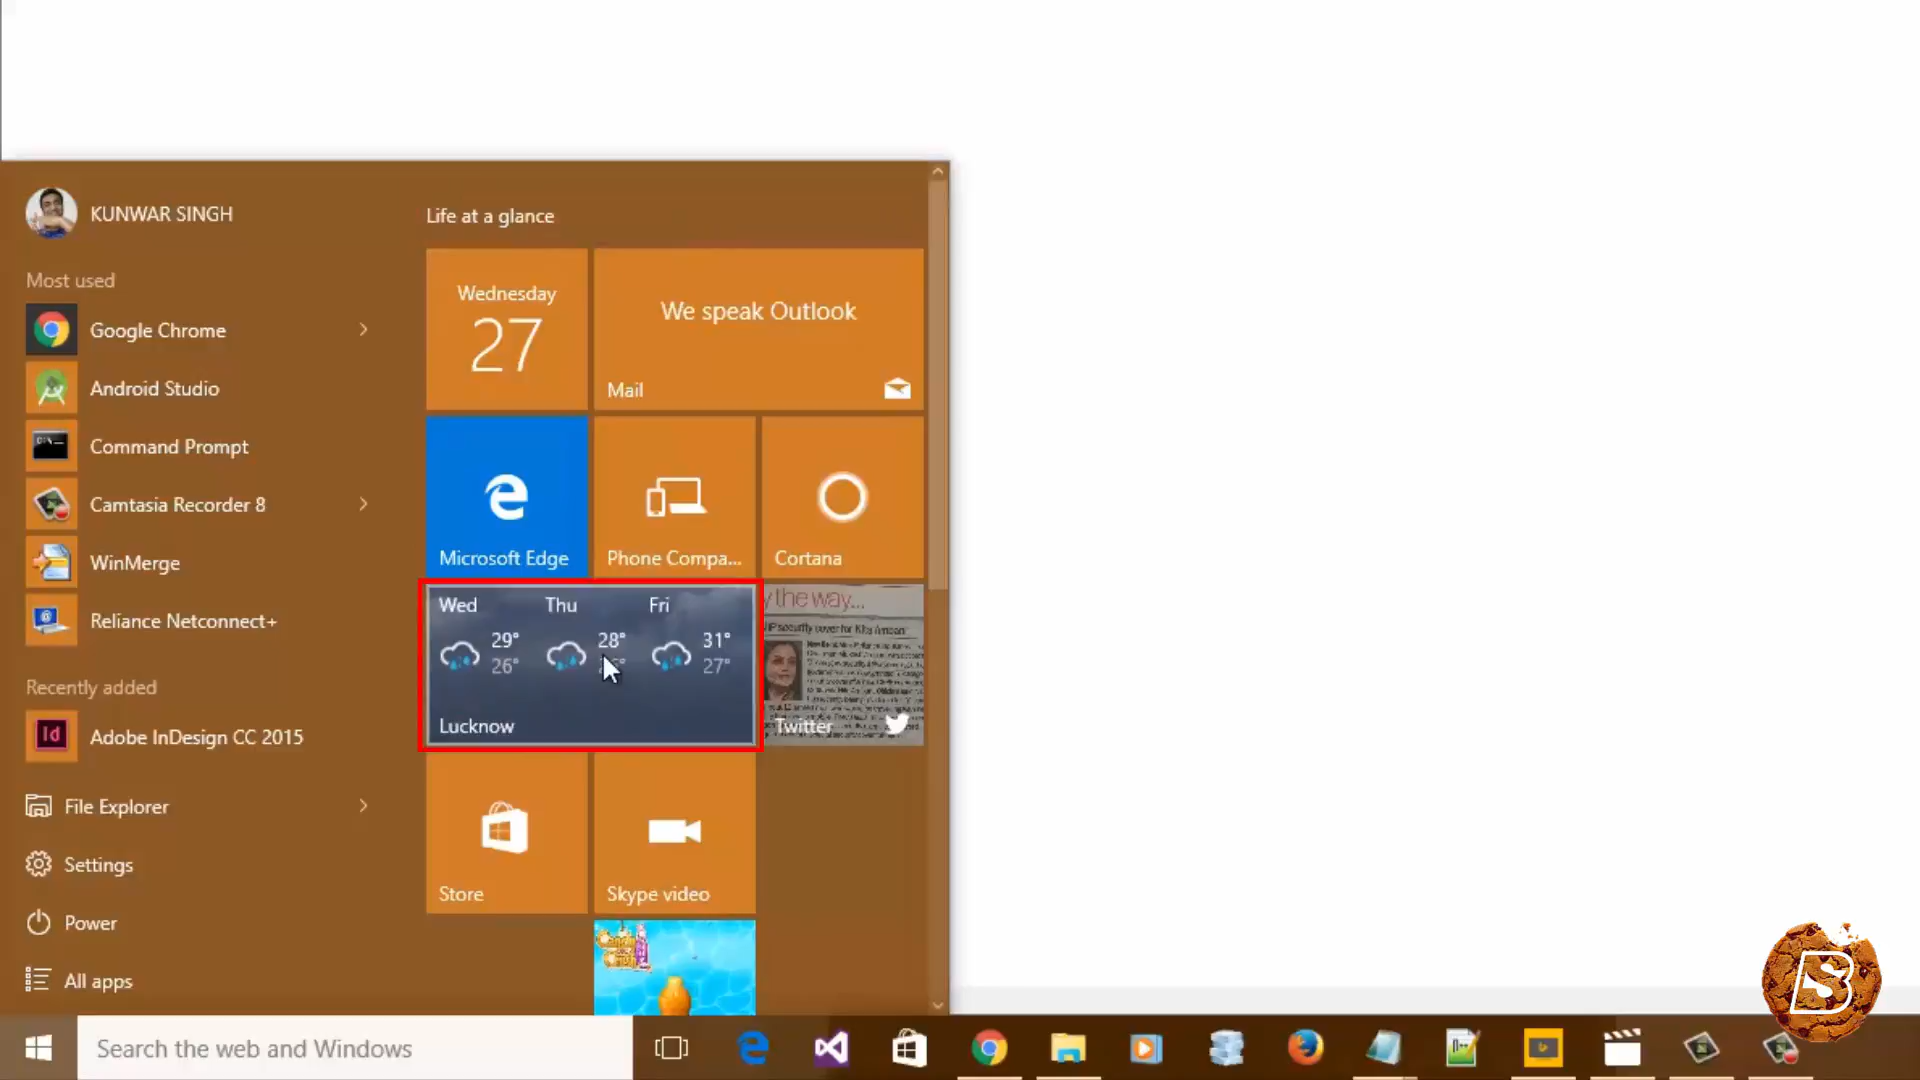 KUNWAR SINGH
Most used
Google Chrome
Android Studio
Command Prompt
Camtasia Recorder 8
WinMerge
Reliance Netconnect+
Recently added
Id
Adobe InDesign CC 2015
File Explorer
Settings
Power
All apps
Life at a glance
Wednesday
27
We speak Outlook
Mail
Microsoft Edge
Phone Compa...
Cortana
Wed Thu Fri
29° 28° 31°
26° 27°
Lucknow
y the way...
Twitter
Store
Skype video
Candy
Crush
Search the web and Windows